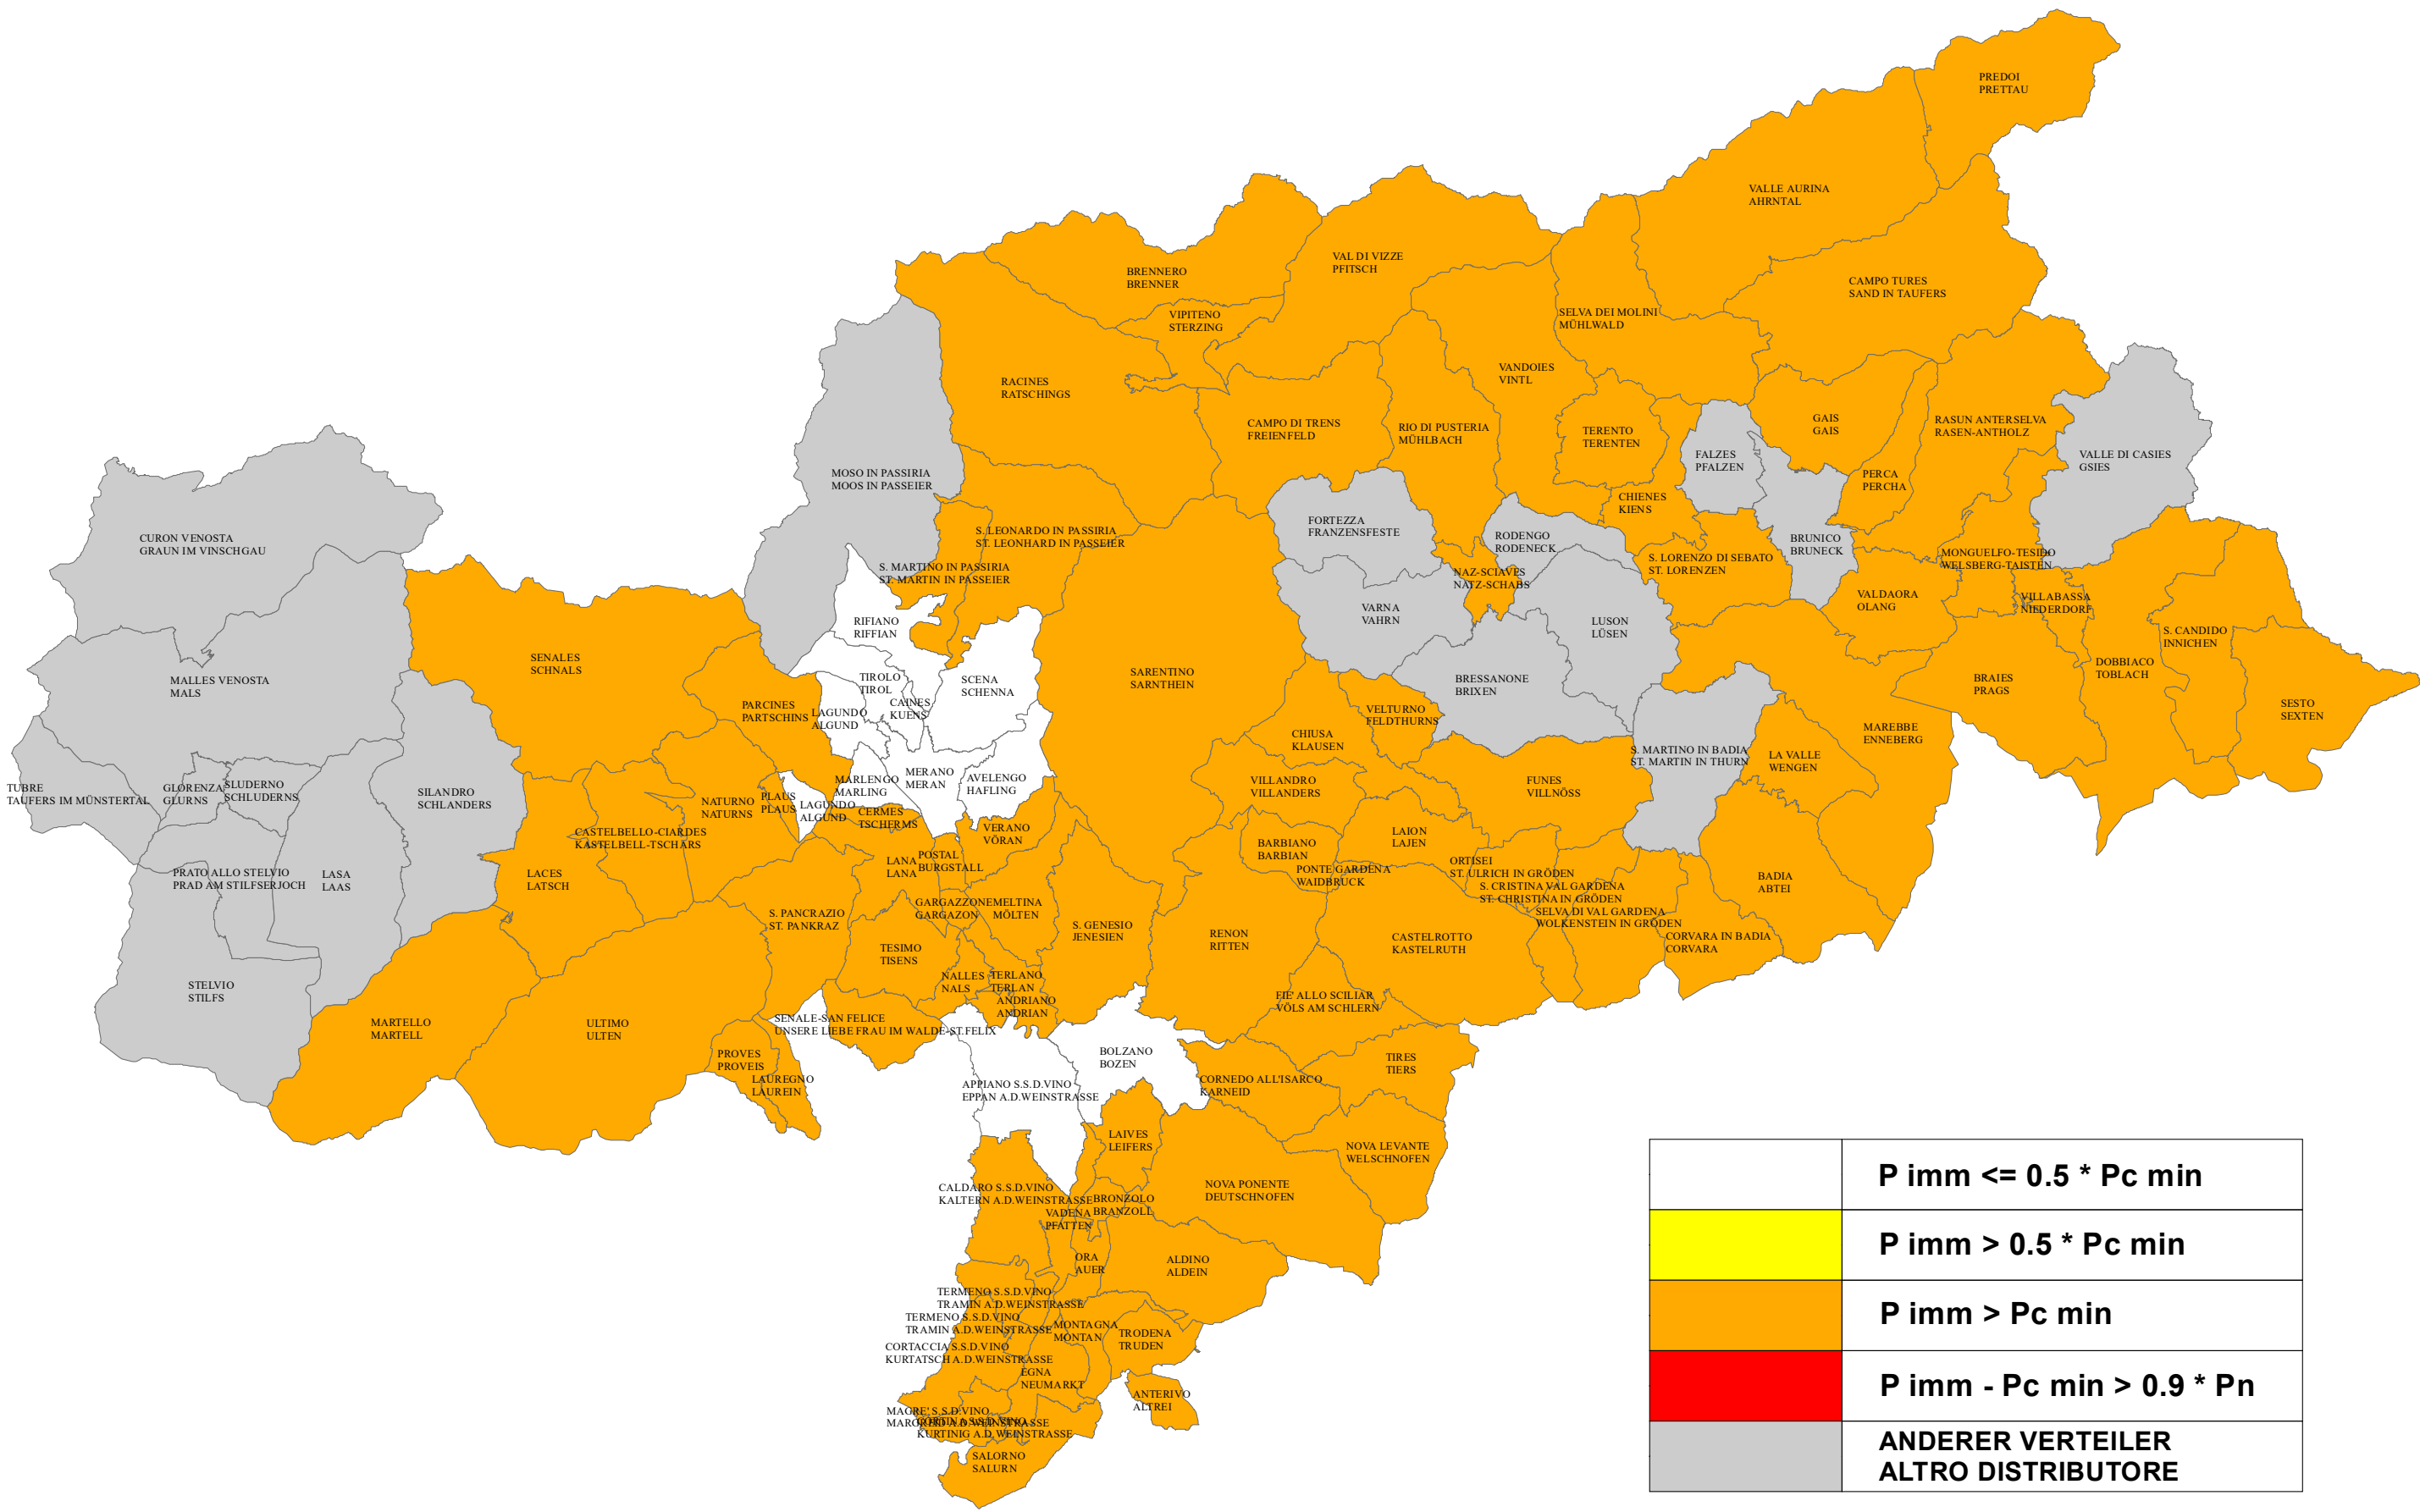 PREDOI
PRETTAU
VALLE AURINA
AHRNTAL
VAL DI VIZZE
PFITSCH
BRENNERO
BRENNER
CAMPO TURES
SAND IN TAUFERS
VIPITENO
STERZING
SELVA DEI MOLINI
MÜHLWALD
VANDOIES
VINTL
RACINES
RATSCHINGS
CAMPO DI TRENS
FREIENFELD
RIO DI PUSTERIA
MÜHLBACH
TERENTO
TERENTEN
GAIS
GAIS
RASUN ANTERSELVA
RASEN-ANTHOLZ
FALZES
PFALZEN
VALLE DI CASIES
GSIES
MOSO IN PASSIRIA
MOOS IN PASSEIER
PERCA
PERCHA
CHIENES
KIENS
FORTEZZA
FRANZENSFESTE
S. LEONARDO IN PASSIRIA
ST. LEONHARD IN PASSEIER
RODENGO
RODENECK
BRUNICO
BRUNECK
CURON VENOSTA
GRAUN IM VINSCHGAU
MONGUELFO-TESIDO
WELSBERG-TAISTEN
S. LORENZO DI SEBATO
ST. LORENZEN
S. MARTINO IN PASSIRIA
ST. MARTIN IN PASSEIER
NAZ-SCIAVES
NATZ-SCHABS
VALDAORA
OLANG
VILLABASSA
NIEDERDORF
VARNA
VAHRN
RIFIANO
RIFFIAN
LUSON
LÜSEN
S. CANDIDO
INNICHEN
SENALES
SCHNALS
DOBBIACO
TOBLACH
SARENTINO
SARNTHEIN
MALLES VENOSTA
MALS
TIROLO
TIROL
SCENA
SCHENNA
BRESSANONE
BRIXEN
BRAIES
PRAGS
CAINES
KUENS
PARCINES
PARTSCHINS
LAGUNDO
ALGUND
VELTURNO
FELDTHURNS
SESTO
SEXTEN
CHIUSA
KLAUSEN
MAREBBE
ENNEBERG
S. MARTINO IN BADIA
ST. MARTIN IN THURN
LA VALLE
WENGEN
MERANO
MERAN
AVELENGO
HAFLING
MARLENGO
MARLING
VILLANDRO
VILLANDERS
FUNES
VILLNÖSS
TUBRE
TAUFERS IM MÜNSTERTAL
GLORENZA
GLURNS
SLUDERNO
SCHLUDERNS
SILANDRO
SCHLANDERS
NATURNO
NATURNS
PLAUS
PLAUS
LAGUNDO
ALGUND
CERMES
TSCHERMS
CASTELBELLO-CIARDES
KASTELBELL-TSCHARS
VERANO
VÖRAN
BARBIANO
BARBIAN
LAION
LAJEN
LANA
LANA
POSTAL
BURGSTALL
PONTE GARDENA
WAIDBRUCK
ORTISEI
ST. ULRICH IN GRÖDEN
PRATO ALLO STELVIO
PRAD AM STILFSERJOCH
LASA
LAAS
LACES
LATSCH
BADIA
ABTEI
S. CRISTINA VAL GARDENA
ST. CHRISTINA IN GRÖDEN
GARGAZZONE
GARGAZON
MELTINA
MÖLTEN
S. PANCRAZIO
ST. PANKRAZ
SELVA DI VAL GARDENA
WOLKENSTEIN IN GRÖDEN
S. GENESIO
JENESIEN
RENON
RITTEN
CASTELROTTO
KASTELRUTH
CORVARA IN BADIA
CORVARA
TESIMO
TISENS
NALLES
NALS
TERLANO
TERLAN
STELVIO
STILFS
ANDRIANO
ANDRIAN
FIE' ALLO SCILIAR
VÖLS AM SCHLERN
MARTELLO
MARTELL
ULTIMO
ULTEN
SENALE-SAN FELICE
UNSERE LIEBE FRAU IM WALDE-ST.FELIX
PROVES
PROVEIS
BOLZANO
BOZEN
TIRES
TIERS
LAUREGNO
LAUREIN
APPIANO S.S.D.VINO
EPPAN A.D.WEINSTRASSE
CORNEDO ALL'ISARCO
KARNEID
LAIVES
LEIFERS
NOVA LEVANTE
WELSCHNOFEN
CALDARO S.S.D.VINO
KALTERN A.D.WEINSTRASSE
BRONZOLO
BRANZOLL
NOVA PONENTE
DEUTSCHNOFEN
VADENA
PFATTEN
ORA
AUER
ALDINO
ALDEIN
TERMENO S.S.D.VINO
TRAMIN A.D.WEINSTRASSE
TERMENO S.S.D.VINO
TRAMIN A.D.WEINSTRASSE
MONTAGNA
MONTAN
TRODENA
TRUDEN
CORTACCIA S.S.D.VINO
KURTATSCH A.D.WEINSTRASSE
EGNA
NEUMARKT
ANTERIVO
ALTREI
MAGRE' S.S.D.VINO
MARGREID A.D.WEINSTRASSE
CORTINA S.S.D.VINO
KURTINIG A.D.WEINSTRASSE
SALORNO
SALURN
P imm <= 0.5 * Pc min
P imm > 0.5 * Pc min
P imm > Pc min
P imm - Pc min > 0.9 * Pn
ANDERER VERTEILER
ALTRO DISTRIBUTORE